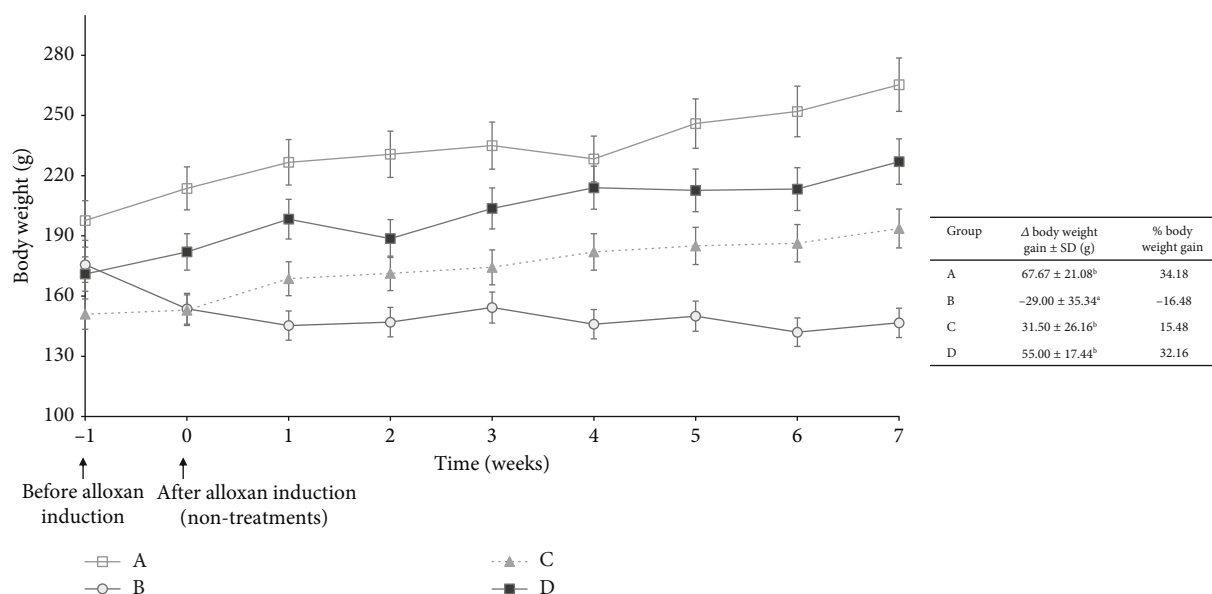 280
250
220
190
160
130
100
Body weight (g)
–1
0
1
2
3
4
5
6
7
Time (weeks)
Before alloxan
induction
After alloxan induction
(non-treatments)
A
B
C
D
Group
Δ body weight
gain ± SD (g)
% body
weight gain
A 67.67 ± 21.08ᵇ 34.18
B –29.00 ± 35.34ᵃ –16.48
C 31.50 ± 26.16ᵇ 15.48
D 55.00 ± 17.44ᵇ 32.16